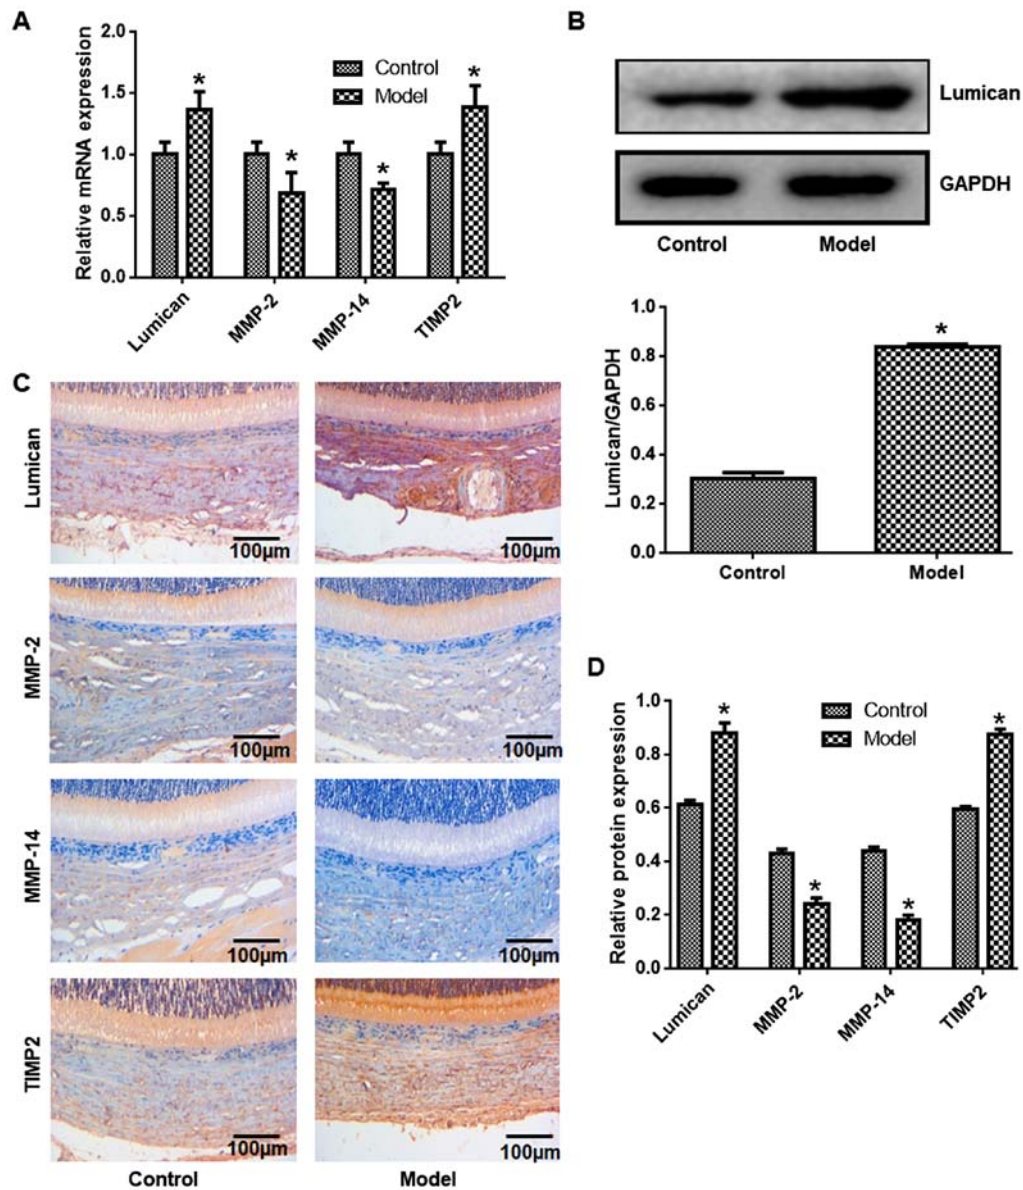 A
2.0
1.5
1.0
0.5
0.0
Relative mRNA expression
Control
Model
*
*
*
*
Lumican
MMP-2
MMP-14
TIMP2
B
Lumican
GAPDH
Control
Model
1.0
0.8
0.6
0.4
0.2
0.0
Lumican/GAPDH
*
Control
Model
C
Lumican
100µm
100µm
MMP-2
100µm
100µm
MMP-14
100µm
100µm
TIMP2
100µm
100µm
Control
Model
D
1.0
0.8
0.6
0.4
0.2
0.0
Relative protein expression
Control
Model
*
*
*
*
Lumican
MMP-2
MMP-14
TIMP2